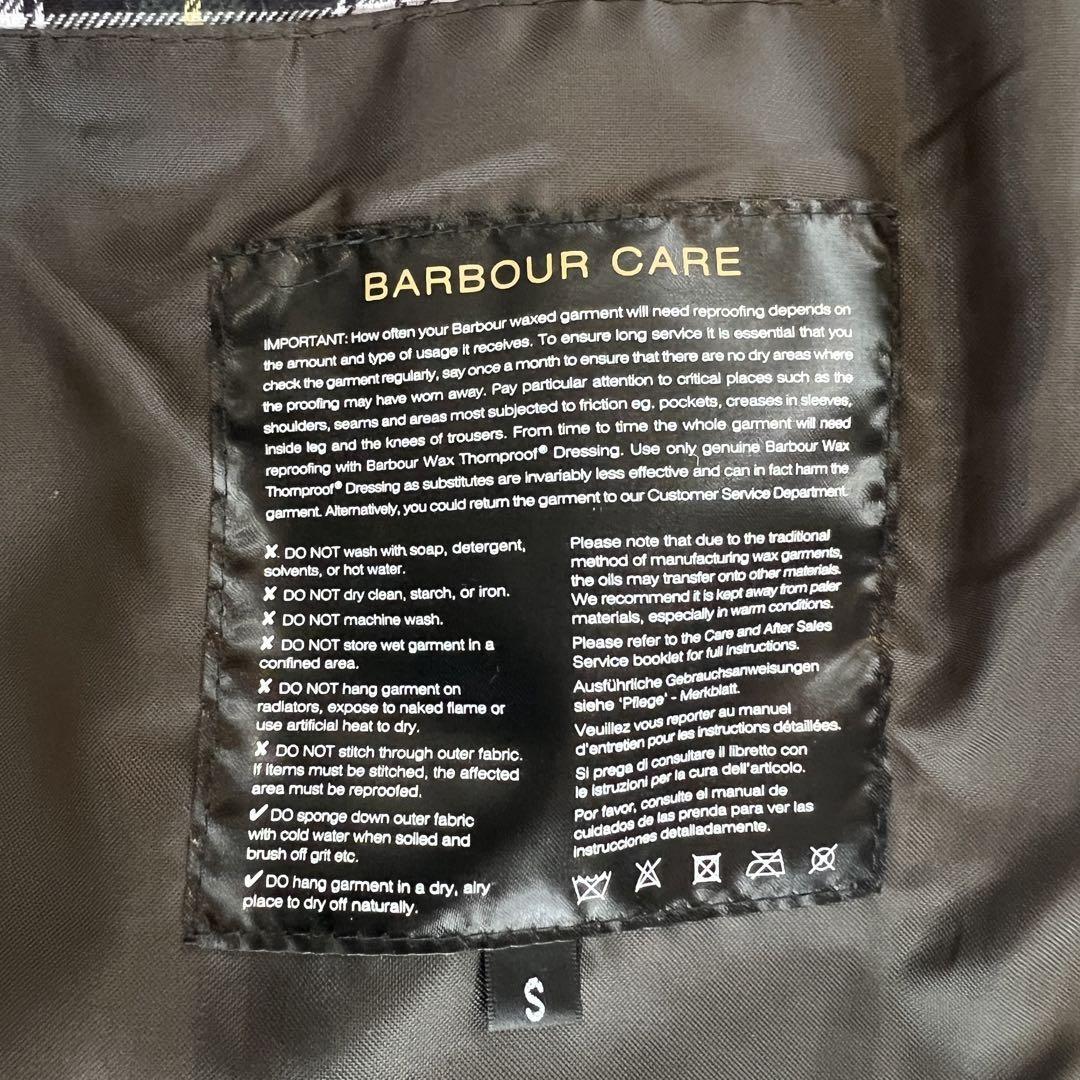 BARBOUR CARE
IMPORTANT: How often your Barbour waxed garment will need reproofing depends on
the amount and type of usage it receives. To ensure long service it is essential that you
check the garment regularly, say once a month to ensure that there are no dry areas where
the proofing may have worn away. Pay particular attention to critical places such as the
shoulders, seams and areas most subjected to friction eg. pockets, creases in sleeves,
inside leg and the knees of trousers. From time to time the whole garment will need
reproofing with Barbour Wax Thornproof® Dressing. Use only genuine Barbour Wax
Thornproof® Dressing as substitutes are invariably less effective and can in fact harm the
garment. Alternatively, you could return the garment to our Customer Service Department.
✘ DO NOT wash with soap, detergent,
solvents, or hot water.
✘ DO NOT dry clean, starch, or iron.
✘ DO NOT machine wash.
✘ DO NOT store wet garment in a
confined area.
✘ DO NOT hang garment on
radiators, expose to naked flame or
use artificial heat to dry.
✘ DO NOT stitch through outer fabric.
If items must be stitched, the affected
area must be reproofed.
✔ DO sponge down outer fabric
with cold water when soiled and
brush off grit etc.
✔ DO hang garment in a dry, airy
place to dry off naturally.
Please note that due to the traditional
method of manufacturing wax garments,
the oils may transfer onto other materials.
We recommend it is kept away from paler
materials, especially in warm conditions.
Please refer to the Care and After Sales
Service booklet for full instructions.
Ausführliche Gebrauchsanweisungen
siehe 'Pflege' - Merkblatt.
Veuillez vous reporter au manuel
d'entretien pour les instructions détaillées.
Si prega di consultare il libretto con
le istruzioni per la cura dell'articolo.
Por favor, consulte el manual de
cuidados de las prenda para ver las
instrucciones detalladamente.
S